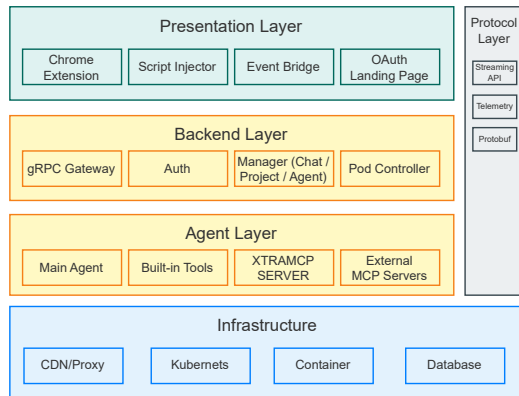 Presentation Layer
Chrome
Extension
Script Injector
Event Bridge
OAuth
Landing Page
Protocol
Layer
Streaming
API
Telemetry
Protobuf
Backend Layer
gRPC Gateway
Auth
Manager (Chat /
Project / Agent)
Pod Controller
Agent Layer
Main Agent
Built-in Tools
XTRAMCP
SERVER
External
MCP Servers
Infrastructure
CDN/Proxy
Kubernets
Container
Database